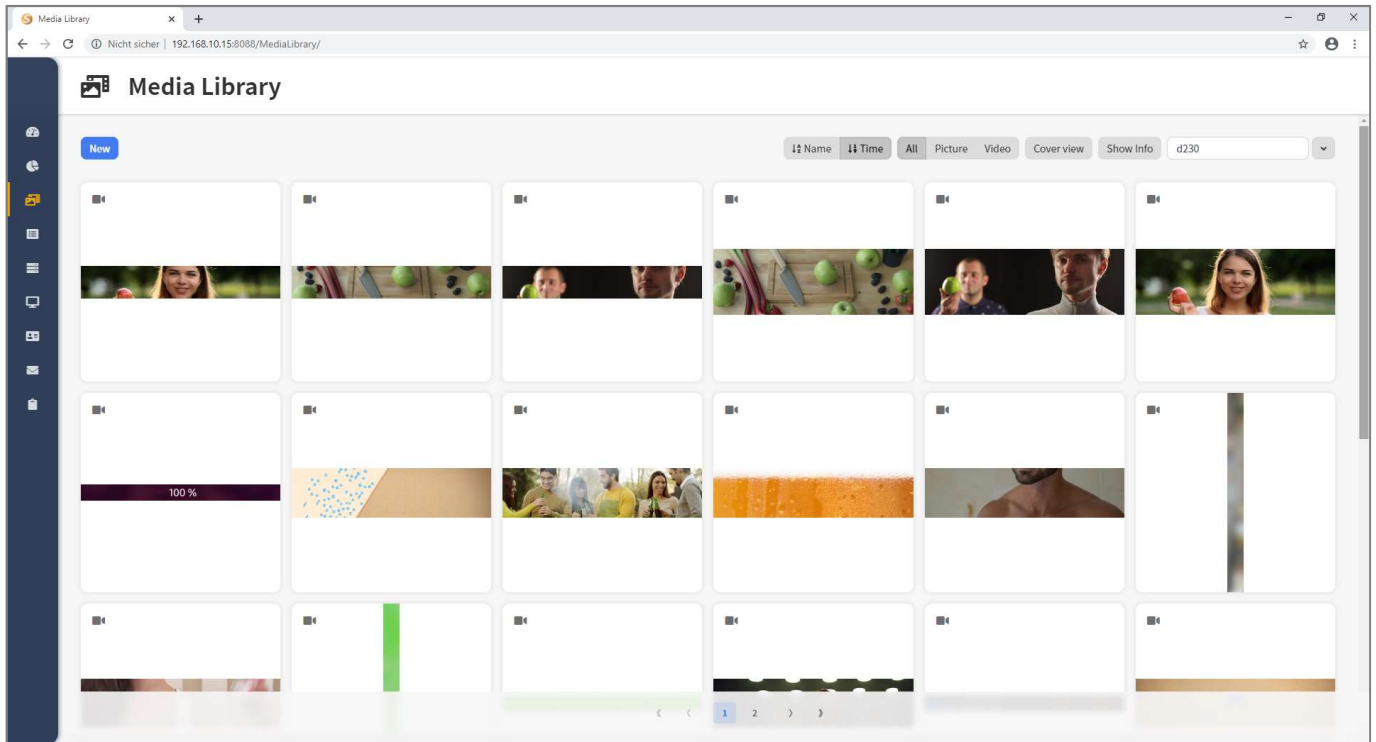 Media Library
Nicht sicher | 192.168.10.15:8088/MediaLibrary/
Media Library
New
Name
Time
All
Picture
Video
Cover view
Show Info
d230
100 %
1 2